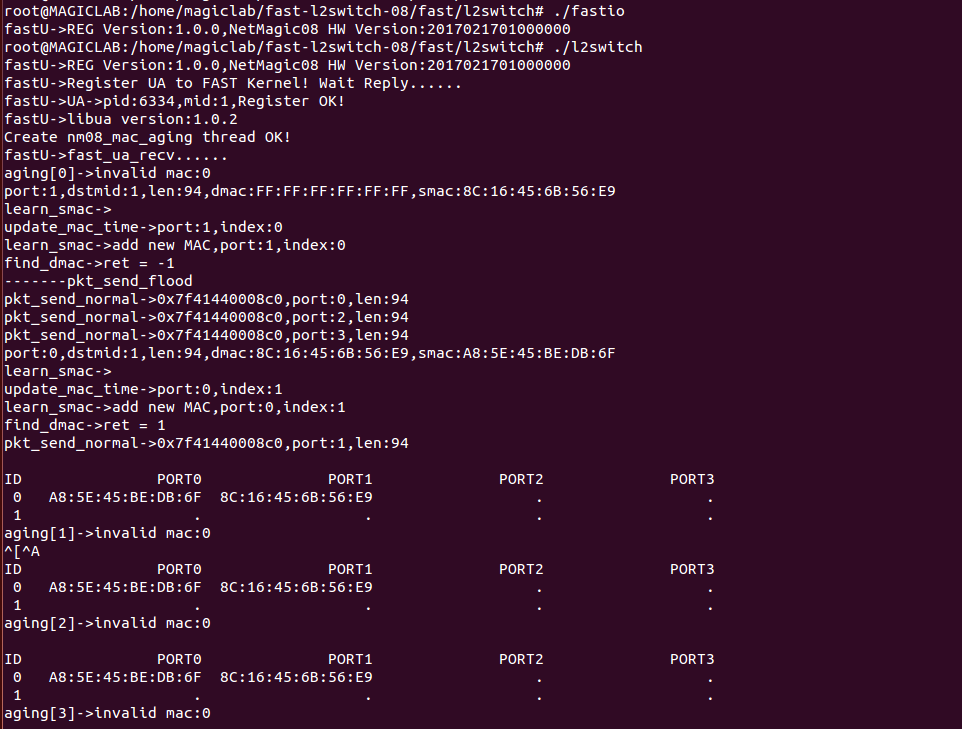 root@MAGICLAB:/home/magiclab/fast-l2switch-08/fast/l2switch# ./fastio
fastU->REG Version:1.0.0,NetMagic08 HW Version:2017021701000000
root@MAGICLAB:/home/magiclab/fast-l2switch-08/fast/l2switch# ./l2switch
fastU->REG Version:1.0.0,NetMagic08 HW Version:2017021701000000
fastU->Register UA to FAST Kernel! Wait Reply......
fastU->UA->pid:6334,mid:1,Register OK!
fastU->libua version:1.0.2
Create nm08_mac_aging thread OK!
fastU->fast_ua_recv......
aging[0]->invalid mac:0
port:1,dstmid:1,len:94,dmac:FF:FF:FF:FF:FF:FF,smac:8C:16:45:6B:56:E9
learn_smac->
update_mac_time->port:1,index:0
learn_smac->add new MAC,port:1,index:0
find_dmac->ret = -1
-------pkt_send_flood
pkt_send_normal->0x7f41440008c0,port:0,len:94
pkt_send_normal->0x7f41440008c0,port:2,len:94
pkt_send_normal->0x7f41440008c0,port:3,len:94
port:0,dstmid:1,len:94,dmac:8C:16:45:6B:56:E9,smac:A8:5E:45:BE:DB:6F
learn_smac->
update_mac_time->port:0,index:1
learn_smac->add new MAC,port:0,index:1
find_dmac->ret = 1
pkt_send_normal->0x7f41440008c0,port:1,len:94
ID PORT0 PORT1 PORT2 PORT3
0 A8:5E:45:BE:DB:6F 8C:16:45:6B:56:E9 . .
1 . . . .
aging[1]->invalid mac:0
^[^A
ID PORT0 PORT1 PORT2 PORT3
0 A8:5E:45:BE:DB:6F 8C:16:45:6B:56:E9 . .
1 . . . .
aging[2]->invalid mac:0
ID PORT0 PORT1 PORT2 PORT3
0 A8:5E:45:BE:DB:6F 8C:16:45:6B:56:E9 . .
1 . . . .
aging[3]->invalid mac:0